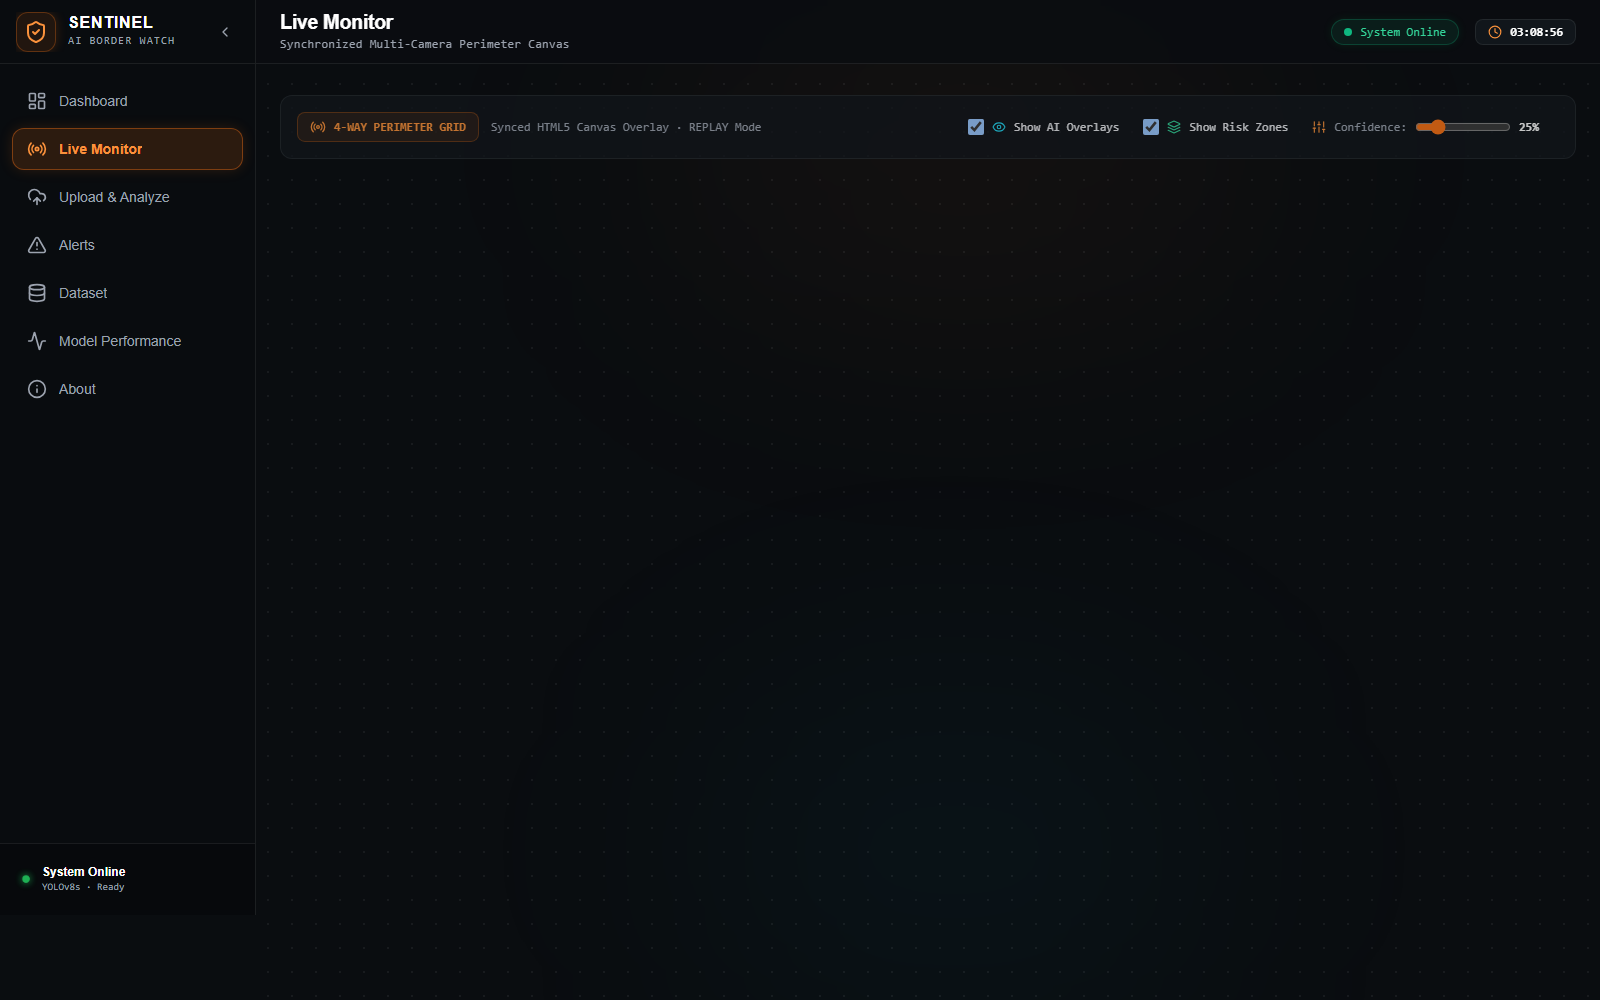 SENTINEL
AI BORDER WATCH
Dashboard
Live Monitor
Upload & Analyze
Alerts
Dataset
Model Performance
About
System Online
YOLOv8s · Ready
Live Monitor
Synchronized Multi-Camera Perimeter Canvas
System Online
03:08:56
4-WAY PERIMETER GRID
Synced HTML5 Canvas Overlay · REPLAY Mode
Show AI Overlays
Show Risk Zones
Confidence:
25%